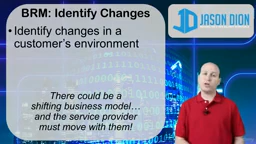 BRM: Identify Changes
JASON DION
• Identify changes in a
customer's environment
There could be a
shifting business model…
and the service provider
must move with them!